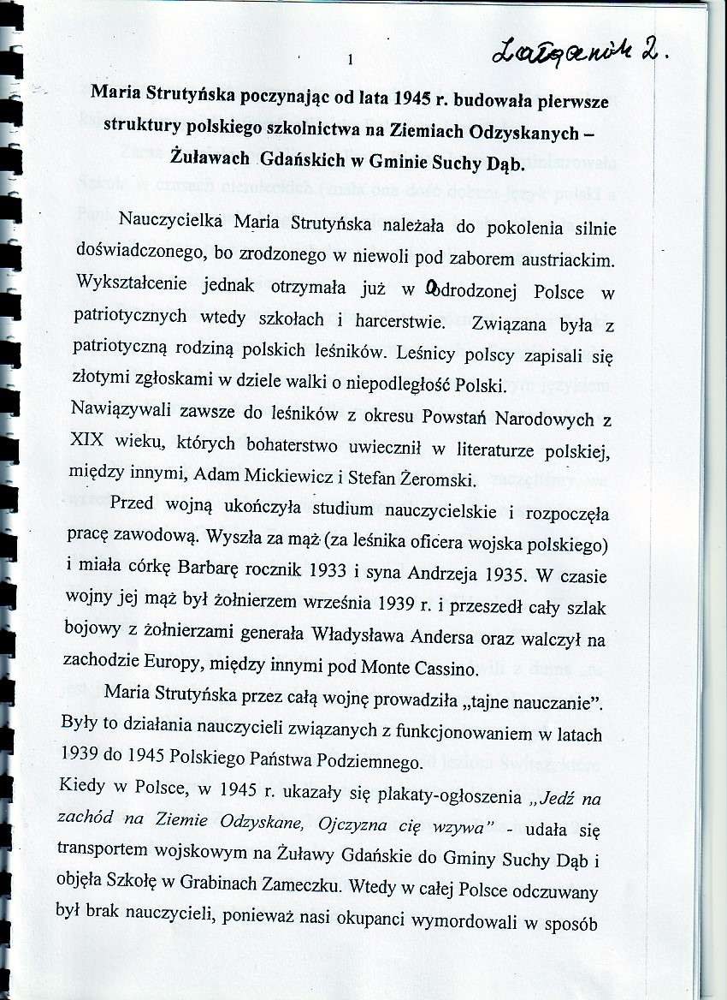 1
Załącznik 2.
Maria Strutyńska poczynając od lata 1945 r. budowała pierwsze
struktury polskiego szkolnictwa na Ziemiach Odzyskanych –
Żuławach Gdańskich w Gminie Suchy Dąb.
Nauczycielka Maria Strutyńska należała do pokolenia silnie
doświadczonego, bo zrodzonego w niewoli pod zaborem austriackim.
Wykształcenie jednak otrzymała już w Odrodzonej Polsce w
patriotycznych wtedy szkołach i harcerstwie. Związana była z
patriotyczną rodziną polskich leśników. Leśnicy polscy zapisali się
złotymi zgłoskami w dziele walki o niepodległość Polski.
Nawiązywali zawsze do leśników z okresu Powstań Narodowych z
XIX wieku, których bohaterstwo uwiecznił w literaturze polskiej,
między innymi, Adam Mickiewicz i Stefan Żeromski.
Przed wojną ukończyła studium nauczycielskie i rozpoczęła
pracę zawodową. Wyszła za mąż (za leśnika oficera wojska polskiego)
i miała córkę Barbarę rocznik 1933 i syna Andrzeja 1935. W czasie
wojny jej mąż był żołnierzem września 1939 r. i przeszedł cały szlak
bojowy z żołnierzami generała Władysława Andersa oraz walczył na
zachodzie Europy, między innymi pod Monte Cassino.
Maria Strutyńska przez całą wojnę prowadziła „tajne nauczanie”.
Były to działania nauczycieli związanych z funkcjonowaniem w latach
1939 do 1945 Polskiego Państwa Podziemnego.
Kiedy w Polsce, w 1945 r. ukazały się plakaty-ogłoszenia „Jedź na
zachód na Ziemie Odzyskane, Ojczyzna cię wzywa” - udała się
transportem wojskowym na Żuławy Gdańskie do Gminy Suchy Dąb i
objęła Szkołę w Grabinach Zameczku. Wtedy w całej Polsce odczuwany
był brak nauczycieli, ponieważ nasi okupanci wymordowali w sposób